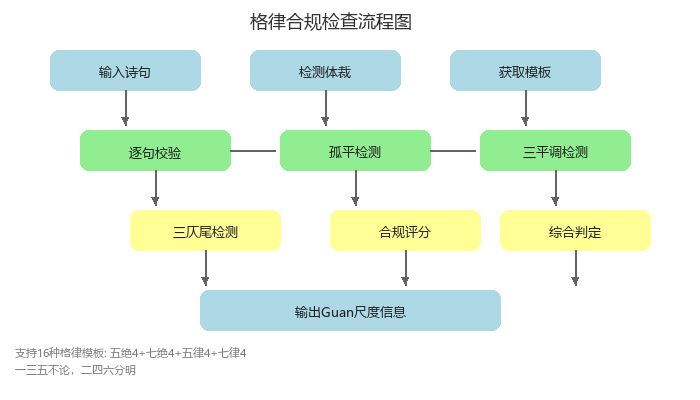 格律合规检查流程图
输入诗句
检测体裁
获取模板
逐句校验
孤平检测
三平调检测
三仄尾检测
合规评分
综合判定
输出Guan尺度信息
支持16种格律模板: 五绝4+七绝4+五律4+七律4
一三五不论，二四六分明